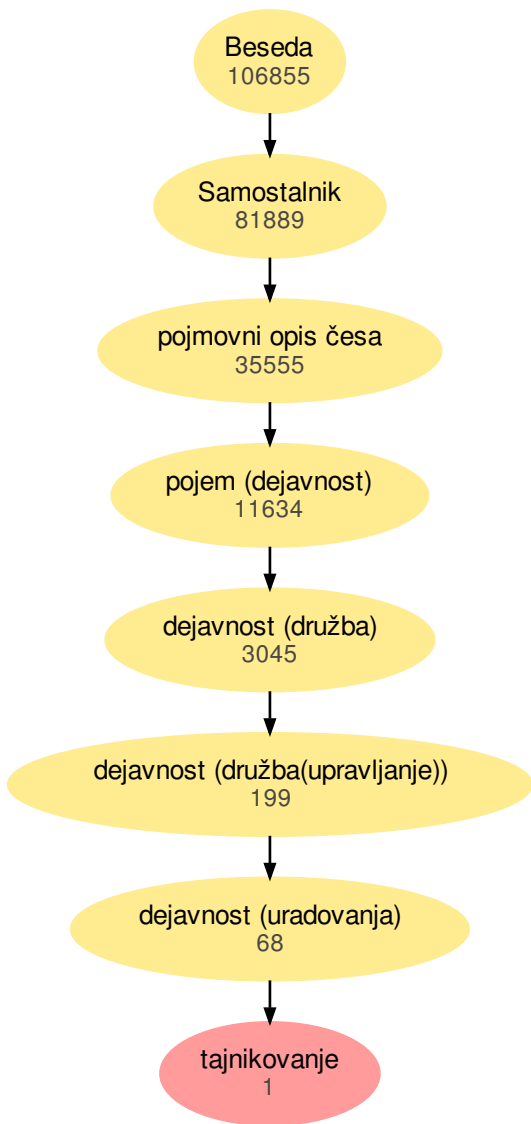 Beseda
106855
Samostalnik
81889
pojmovni opis česa
35555
pojem (dejavnost)
11634
dejavnost (družba)
3045
dejavnost (družba(upravljanje))
199
dejavnost (uradovanja)
68
tajnikovanje
1